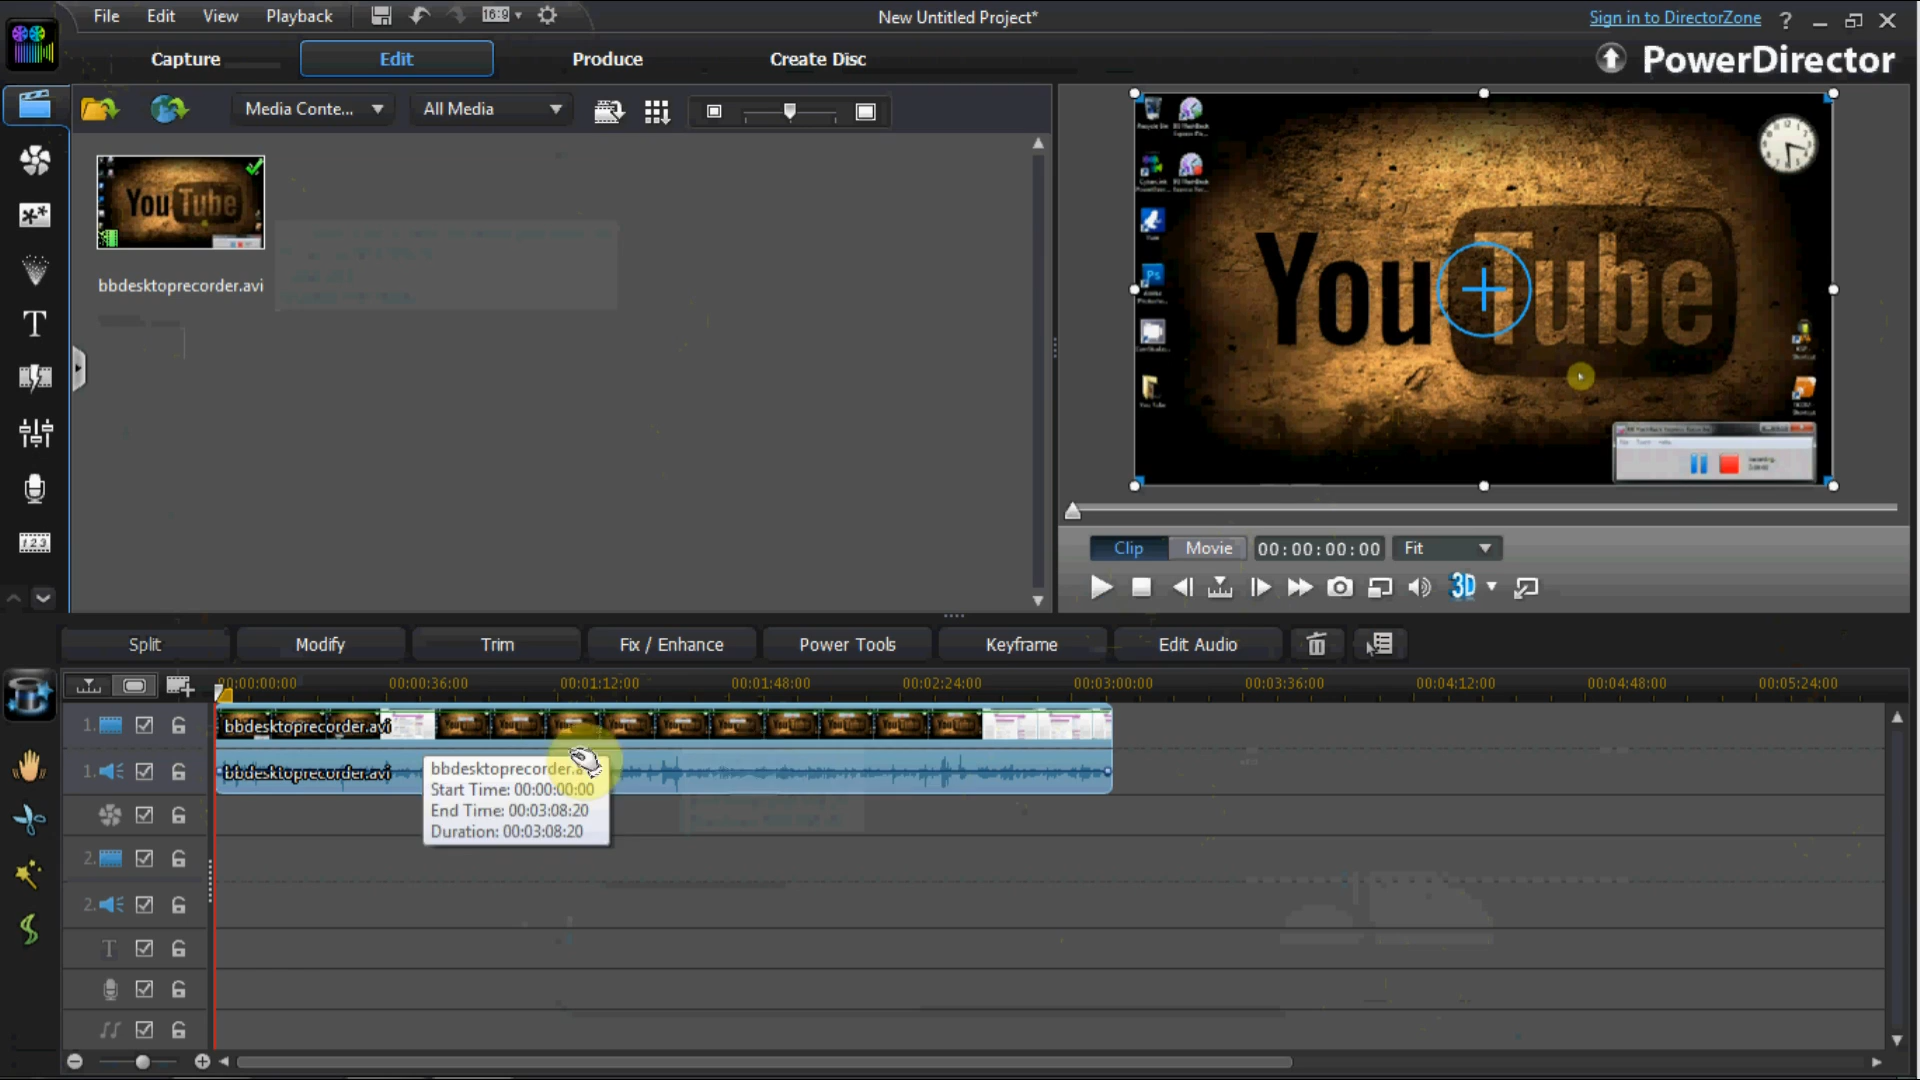 File Edit View Playback 16:9 New Untitled Project* Sign in to DirectorZone ?
Capture Edit Produce Create Disc PowerDirector
Media Conte... All Media
YouTube
bbdesktoprecorder.avi
YouTube
Clip Movie 00:00:00:00 Fit
3D
Split Modify Trim Fix / Enhance Power Tools Keyframe Edit Audio
00:00:00:00 00:00:36:00 00:01:12:00 00:01:48:00 00:02:24:00 00:03:00:00 00:03:36:00 00:04:12:00 00:04:48:00 00:05:24:00
1. bbdesktoprecorder.avi
1. bbdesktoprecorder.avi
bbdesktoprecorder.a
Start Time: 00:00:00:00
End Time: 00:03:08:20
Duration: 00:03:08:20
2.
2.
T